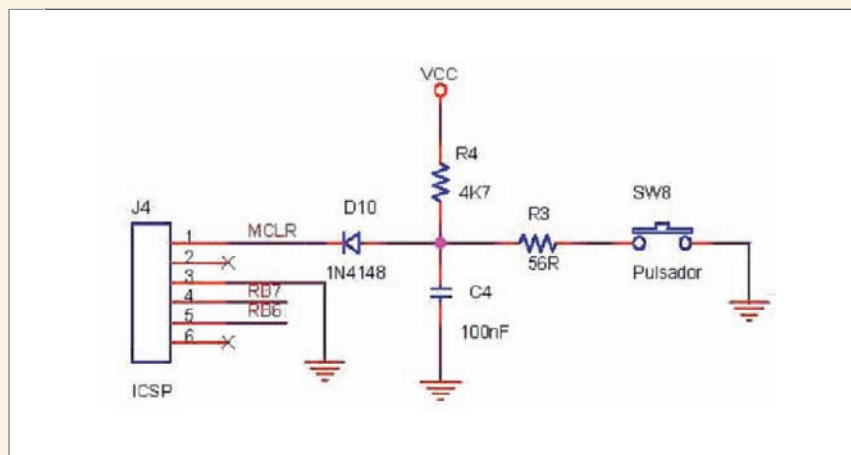 VCC
R4
4K7
J4
D10
R3
SW8
1
MCLR
2
1N4148
56R
Pulsador
3
4
RB7
C4
5
RB6
6
100nF
ICSP